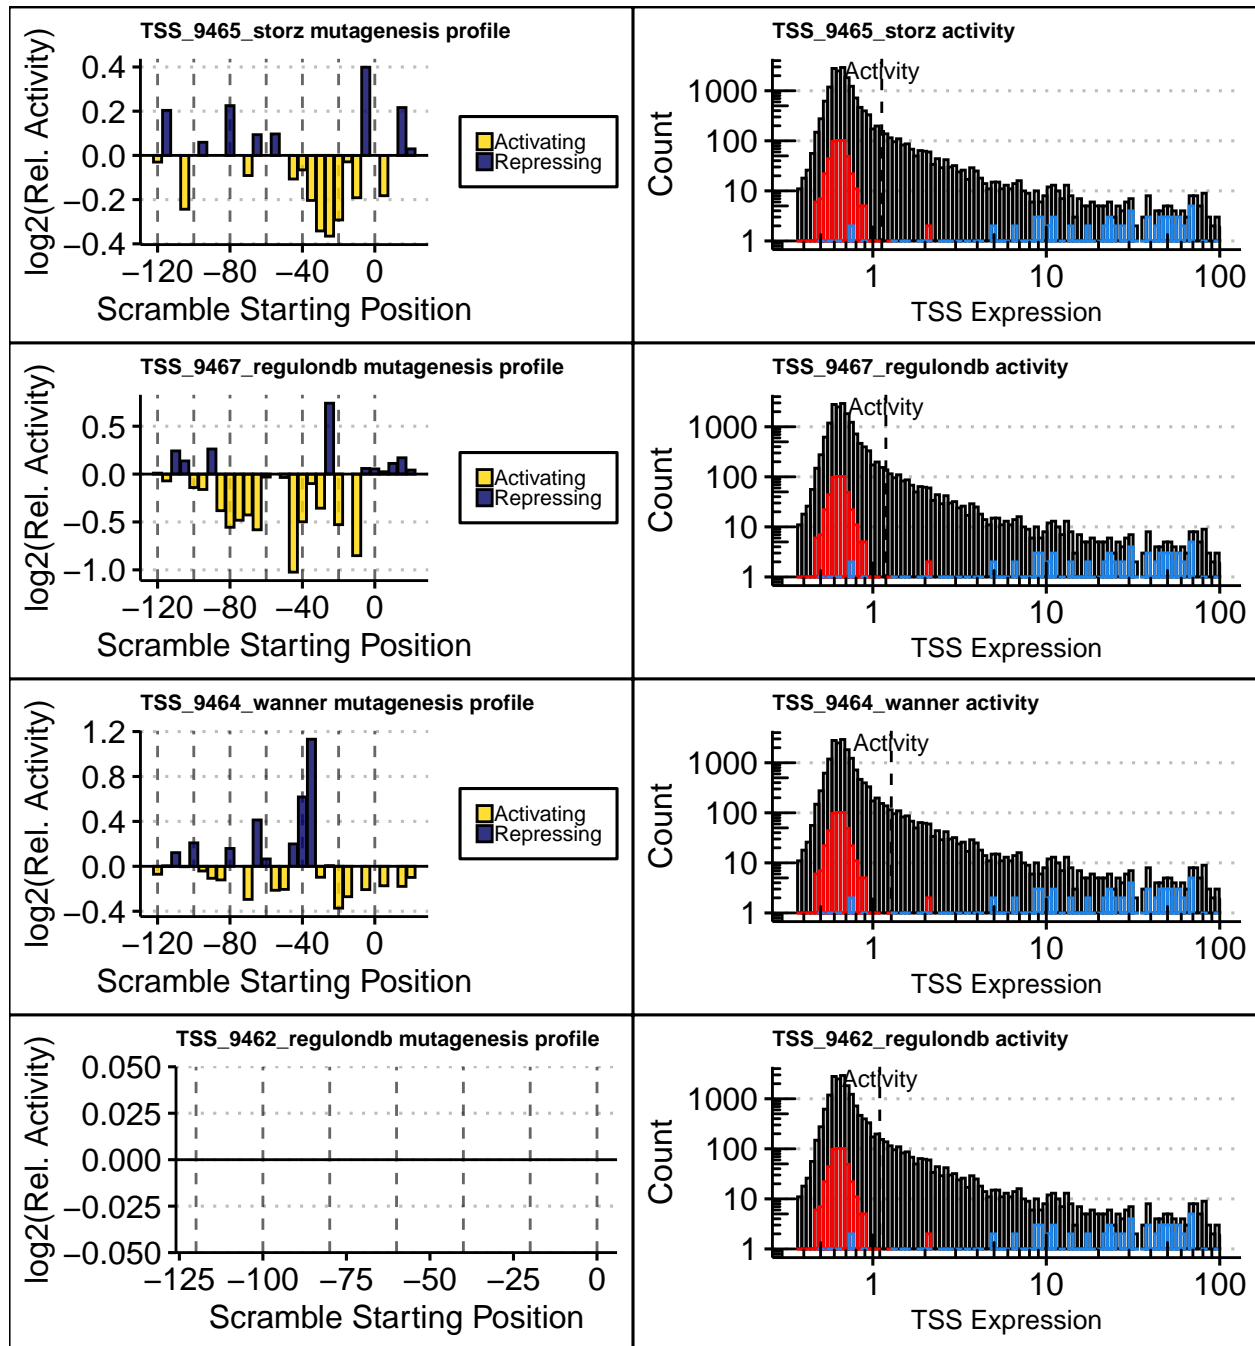 TSS_9465_storz mutagenesis profile
log2(Rel. Activity)
0.4
0.2
0.0
−0.2
−0.4
−120 −80 −40 0
Scramble Starting Position
Activating
Repressing
TSS_9465_storz activity
Activity
Count
1000
100
10
1
1 10 100
TSS Expression
TSS_9467_regulondb mutagenesis profile
log2(Rel. Activity)
0.5
0.0
−0.5
−1.0
−120 −80 −40 0
Scramble Starting Position
Activating
Repressing
TSS_9467_regulondb activity
Activity
Count
1000
100
10
1
1 10 100
TSS Expression
TSS_9464_wanner mutagenesis profile
log2(Rel. Activity)
1.2
0.8
0.4
0.0
−0.4
−120 −80 −40 0
Scramble Starting Position
Activating
Repressing
TSS_9464_wanner activity
Activity
Count
1000
100
10
1
1 10 100
TSS Expression
TSS_9462_regulondb mutagenesis profile
log2(Rel. Activity)
0.050
0.025
0.000
−0.025
−0.050
−125 −100 −75 −50 −25 0
Scramble Starting Position
TSS_9462_regulondb activity
Activity
Count
1000
100
10
1
1 10 100
TSS Expression